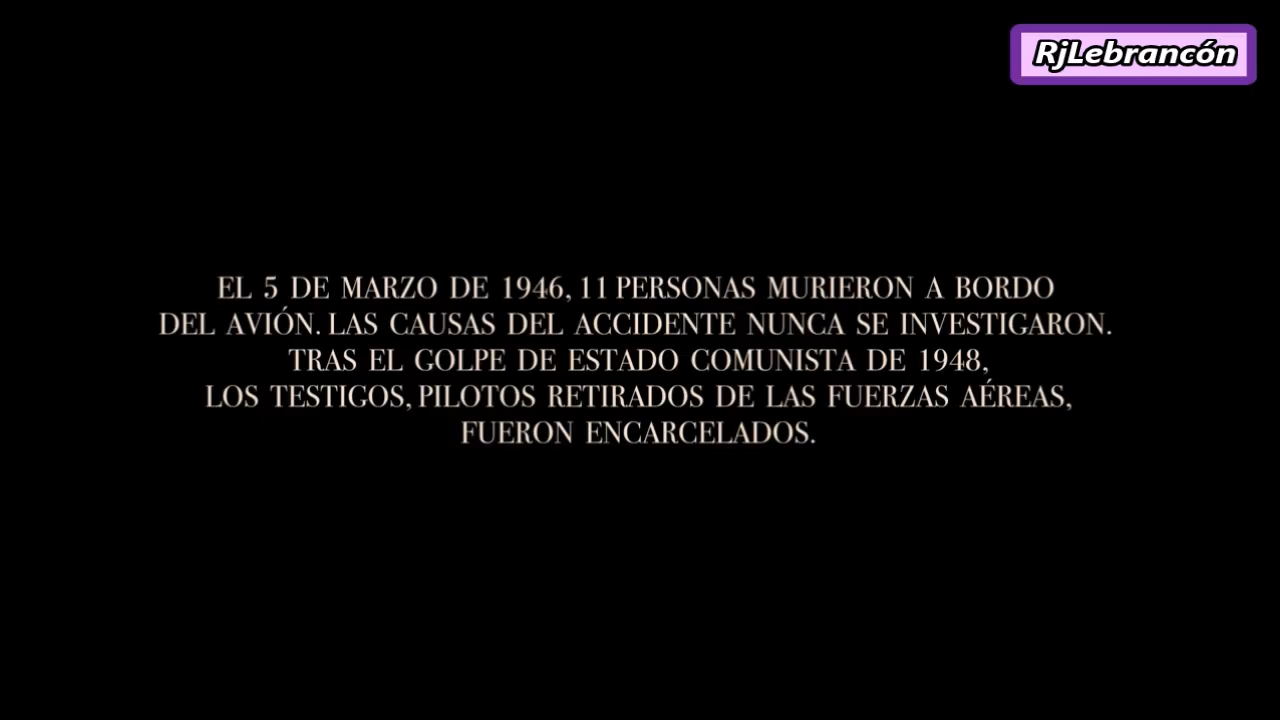 RjLebrancón
EL 5 DE MARZO DE 1946, 11 PERSONAS MURIERON A BORDO
DEL AVIÓN. LAS CAUSAS DEL ACCIDENTE NUNCA SE INVESTIGARON.
TRAS EL GOLPE DE ESTADO COMUNISTA DE 1948,
LOS TESTIGOS, PILOTOS RETIRADOS DE LAS FUERZAS AÉREAS,
FUERON ENCARCELADOS.